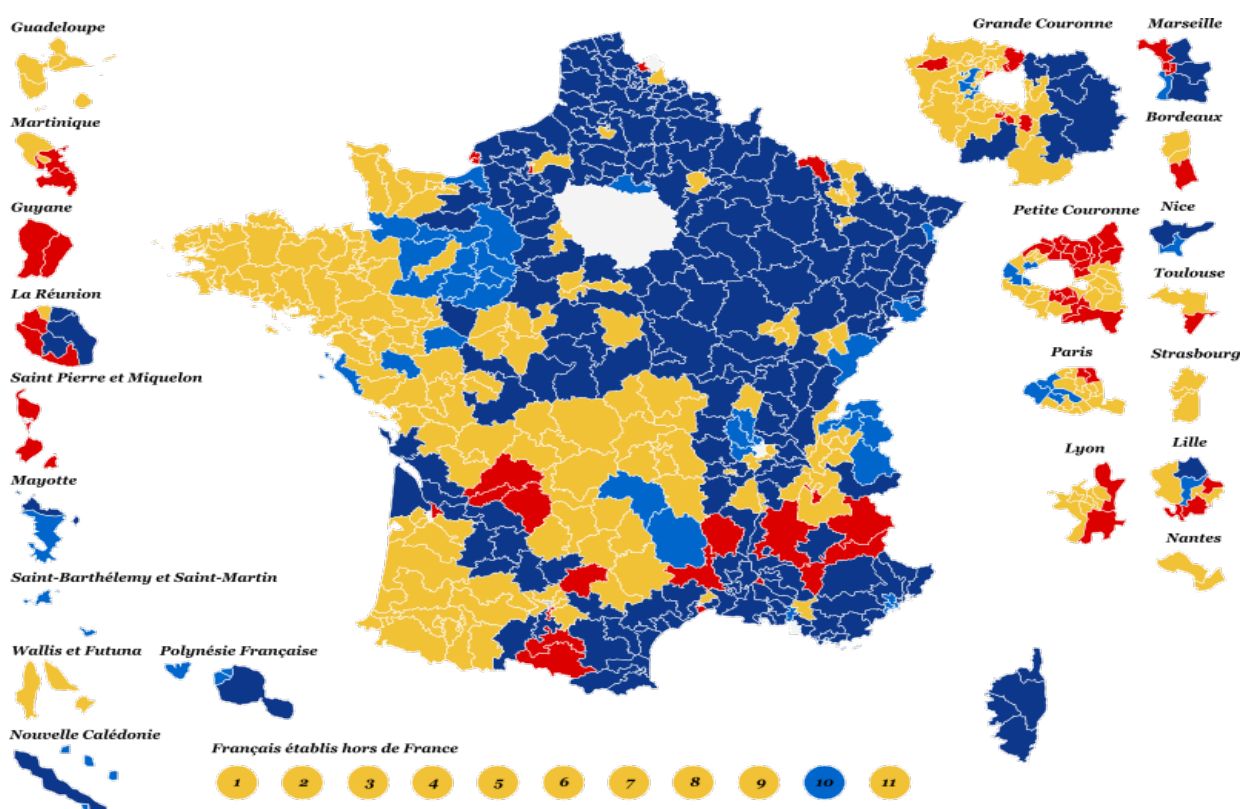 Guadeloupe
Martinique
Guyane
La Réunion
Saint Pierre et Miquelon
Mayotte
Saint-Barthélemy et Saint-Martin
Wallis et Futuna
Polynésie Française
Nouvelle Calédonie
Français établis hors de France
1 2 3 4 5 6 7 8 9 10 11
Grande Couronne
Marseille
Bordeaux
Petite Couronne
Nice
Toulouse
Paris
Strasbourg
Lyon
Lille
Nantes